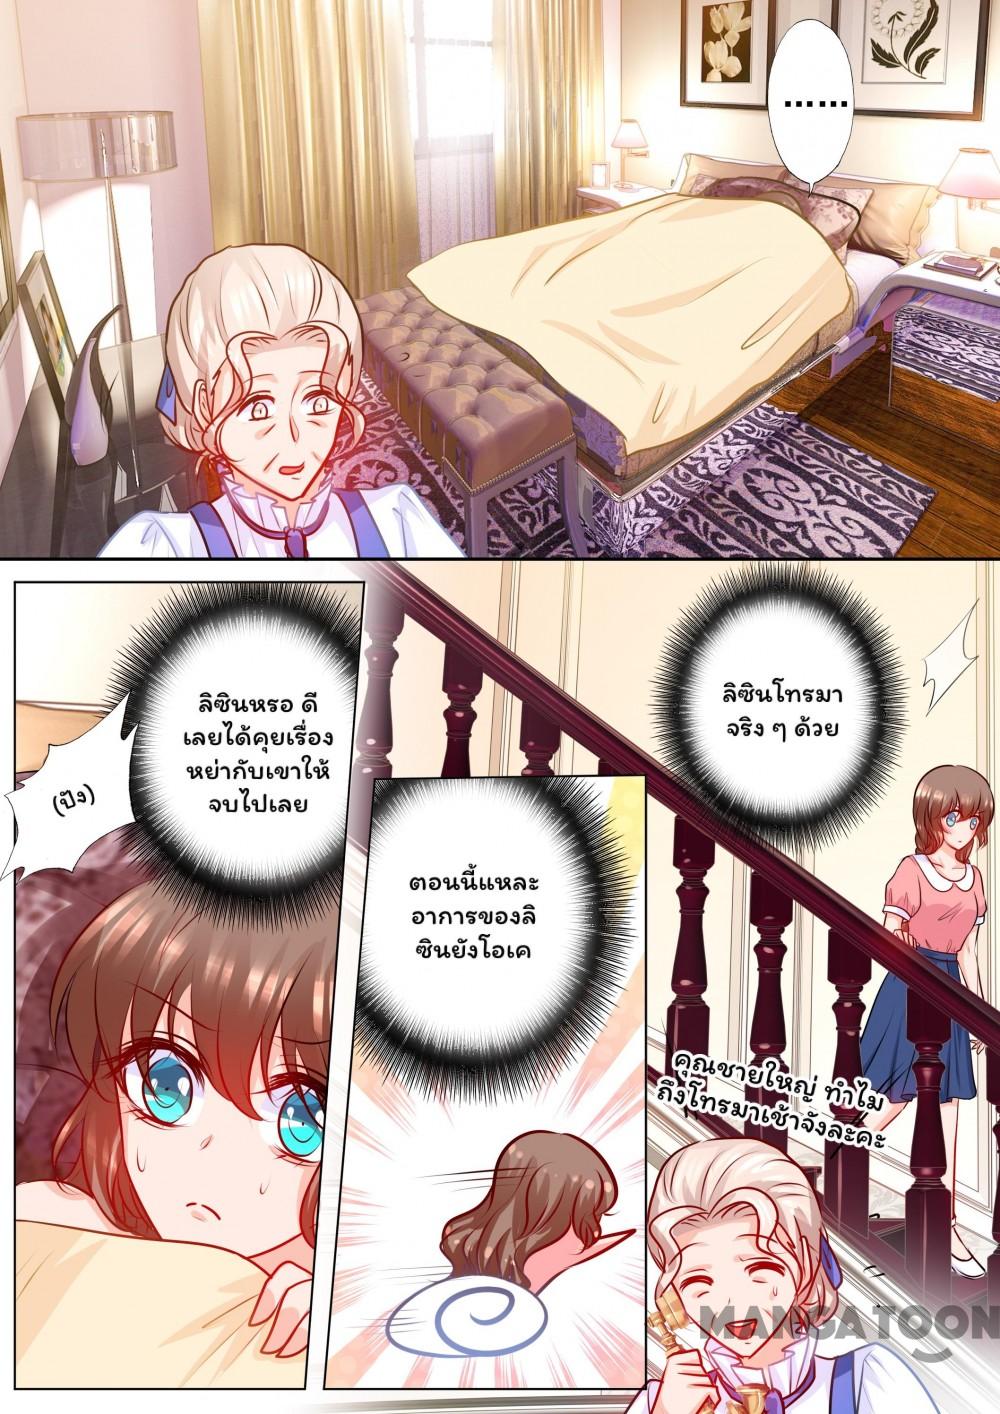 ......
ลิซินหรอ ดี
เลยได้คุยเรื่อง
หย่ากับเขาให้
จบไปเลย
(ปึง)
ตอนนี้แหละ
อาการของลิ
ซินยังโอเค
ลิซินโทรมา
จริง ๆ ด้วย
คุณชายใหญ่ ทำไม
ถึงโทรมาเช้าจังละคะ
MANGATOON